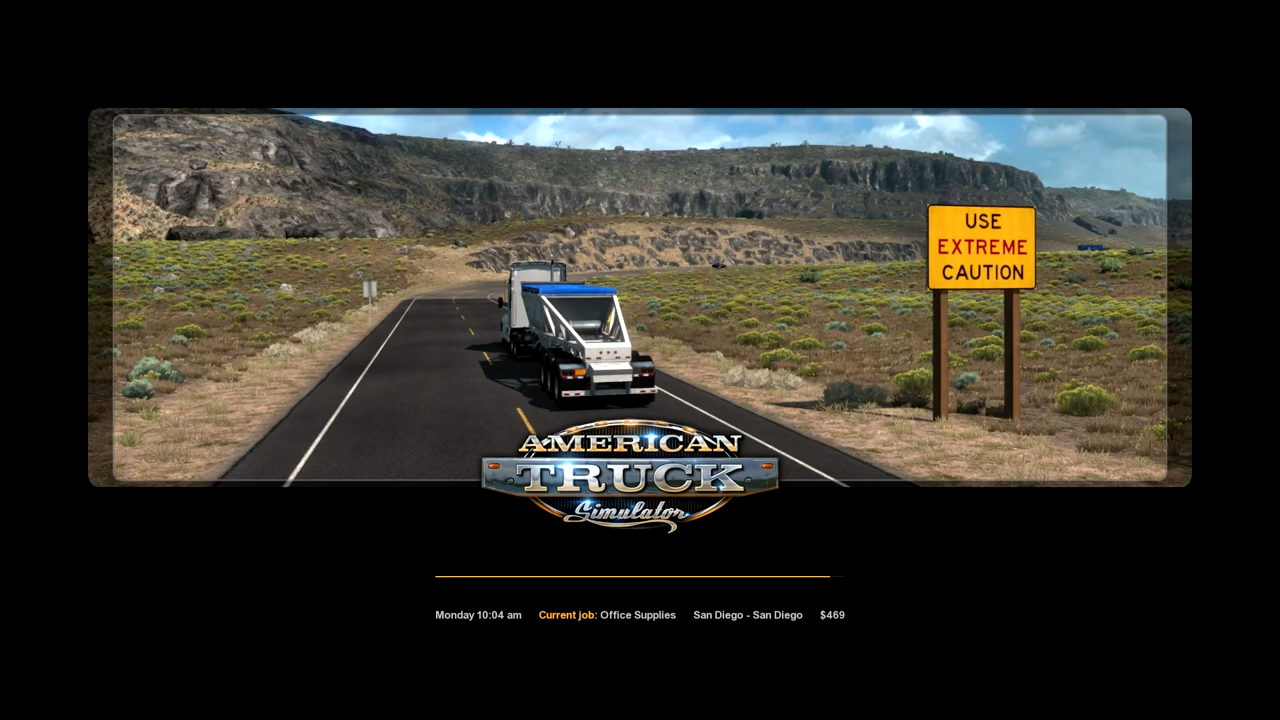 USE
EXTREME
CAUTION
AMERICAN
TRUCK
Simulator
Monday 10:04 am Current job: Office Supplies San Diego - San Diego $469